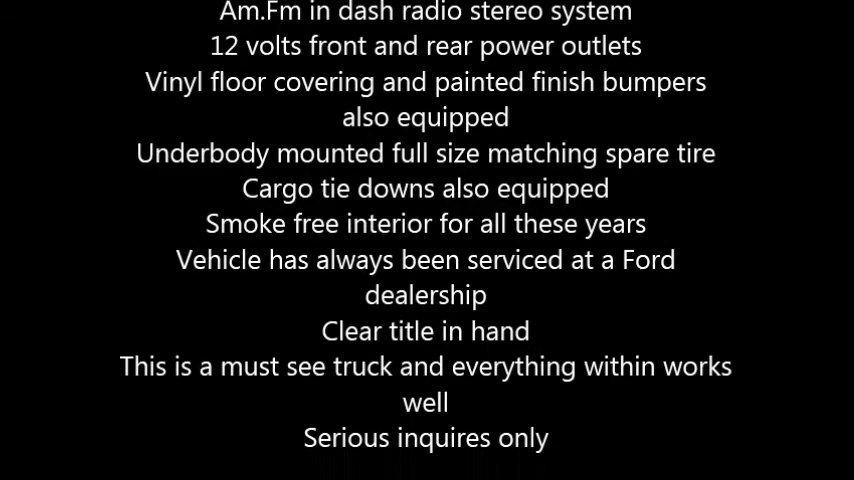 Am.Fm in dash radio stereo system
12 volts front and rear power outlets
Vinyl floor covering and painted finish bumpers
also equipped
Underbody mounted full size matching spare tire
Cargo tie downs also equipped
Smoke free interior for all these years
Vehicle has always been serviced at a Ford
dealership
Clear title in hand
This is a must see truck and everything within works
well
Serious inquires only